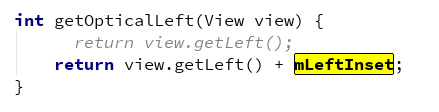 int getOpticalLeft(View view) {
return view.getLeft();
return view.getLeft() + mLeftInset;
}